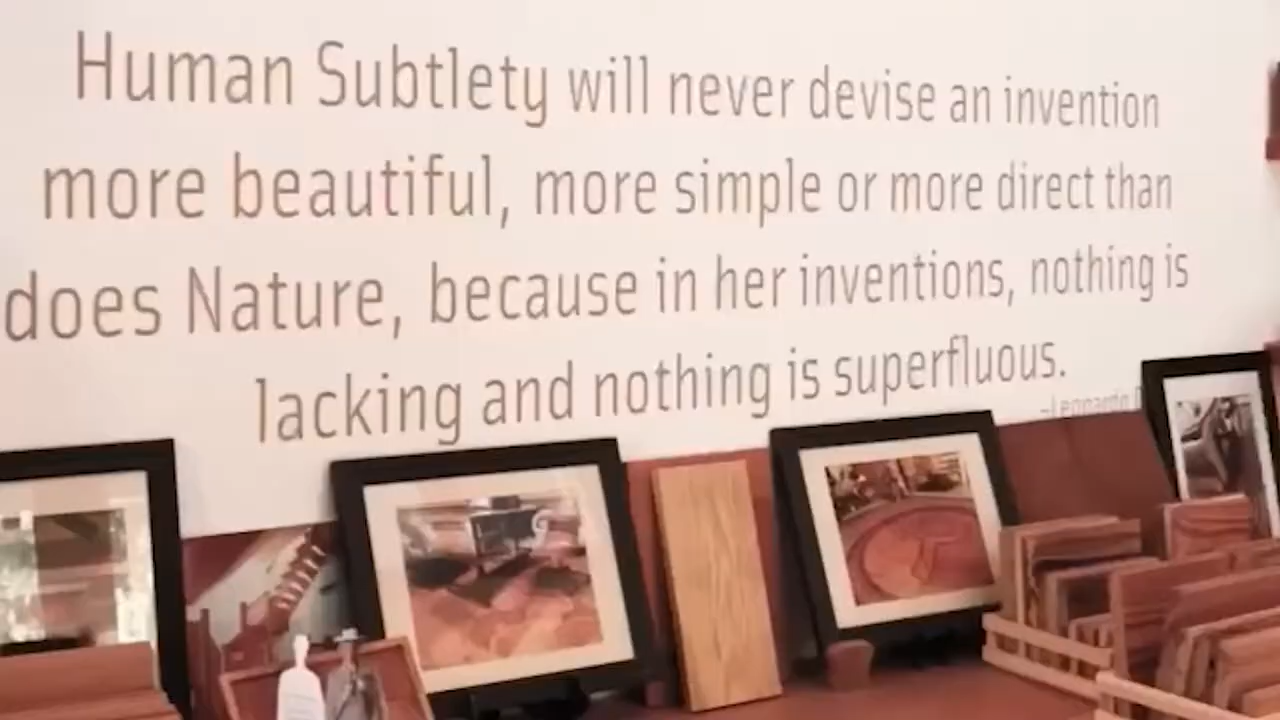 Human Subtlety will never devise an invention
more beautiful, more simple or more direct than
does Nature, because in her inventions, nothing is
lacking and nothing is superfluous.
-Leonardo